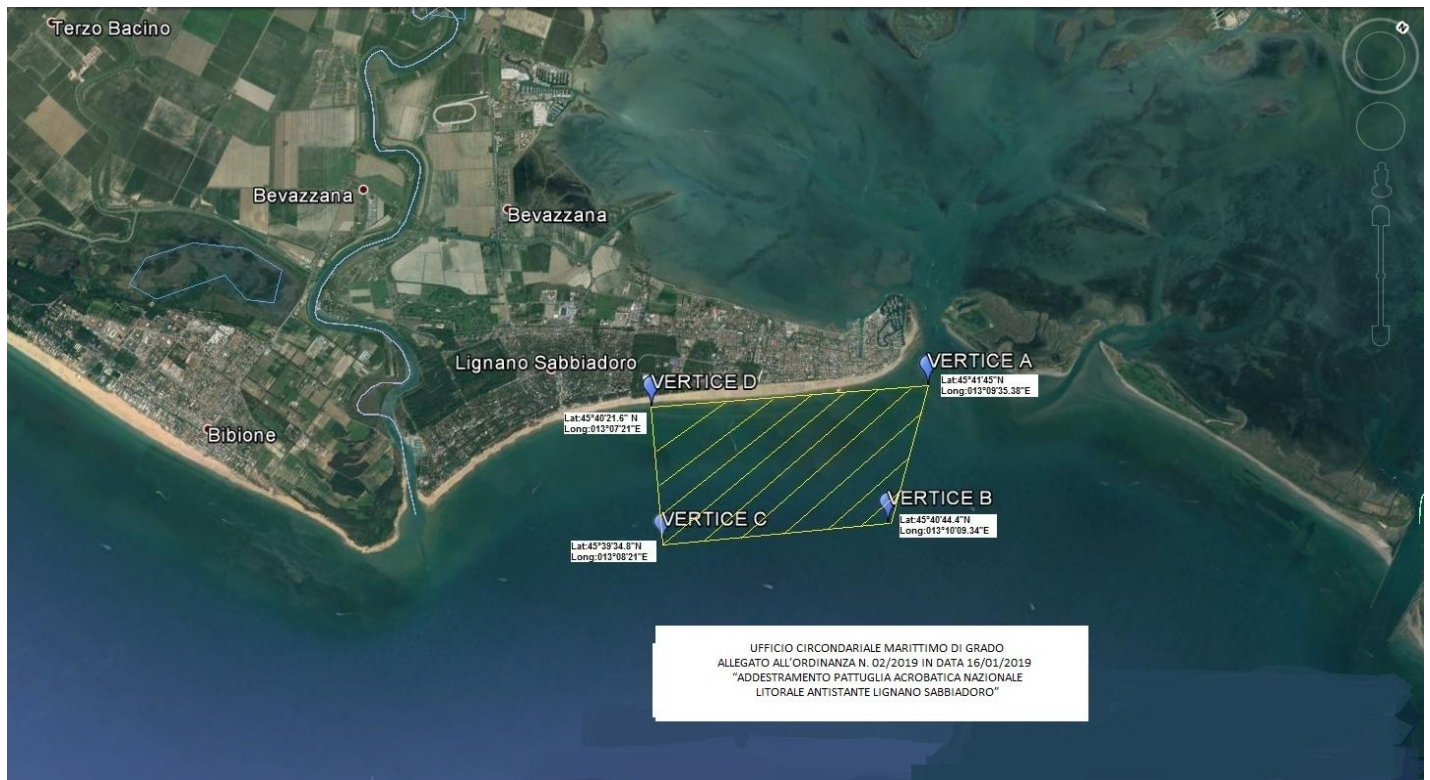 Terzo Bacino
N
Bevazzana
Bevazzana
Lignano Sabbiadoro
VERTICE A
Lat:45°41'45"N
Long:013°09'35.38"E
VERTICE D
Lat:45°40'21.6" N
Long:013°07'21"E
Bibione
VERTICE B
Lat:45°40'44.4"N
Long:013°10'09.34"E
VERTICE C
Lat:45°39'34.8"N
Long:013°08'21"E
UFFICIO CIRCONDARIALE MARITTIMO DI GRADO
ALLEGATO ALL'ORDINANZA N. 02/2019 IN DATA 16/01/2019
"ADDESTRAMENTO PATTUGLIA ACROBATICA NAZIONALE
LITORALE ANTISTANTE LIGNANO SABBIADORO"